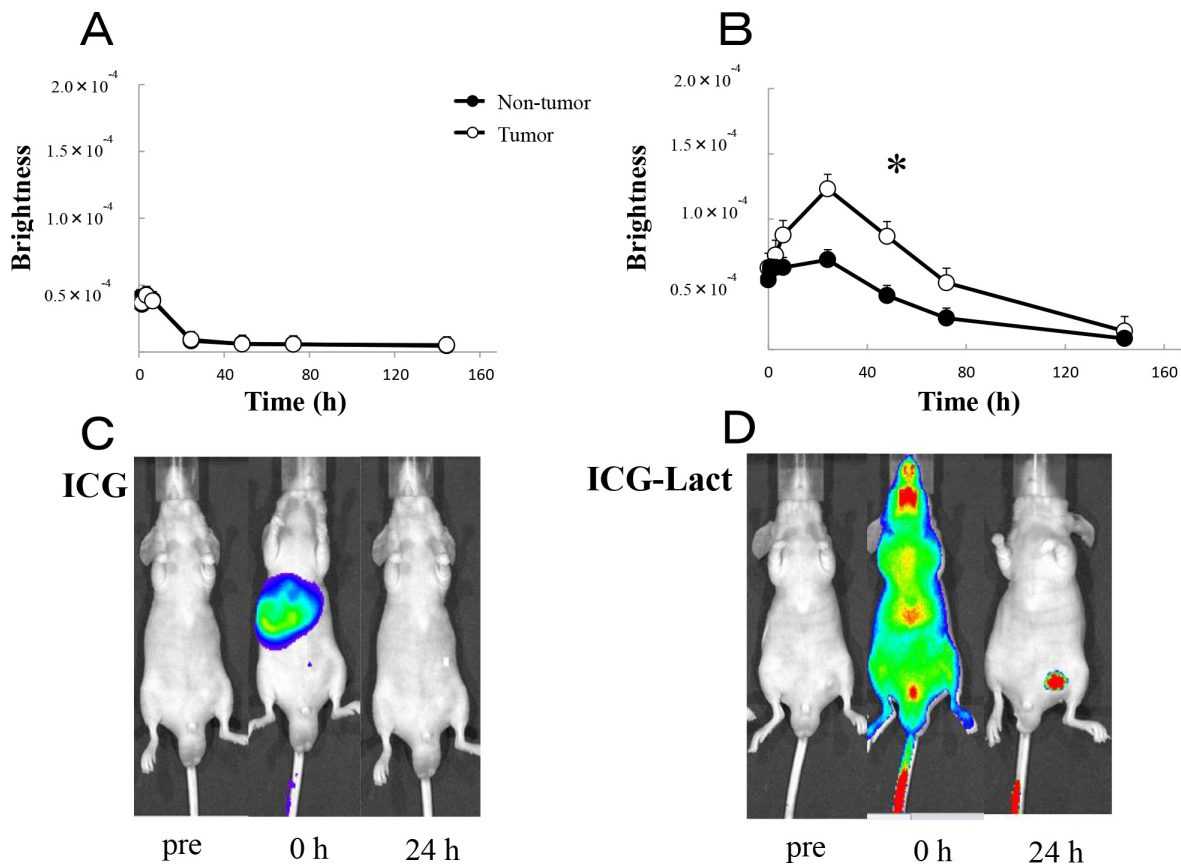 A
2.0×10⁻⁴
1.5×10⁻⁴
1.0×10⁻⁴
0.5×10⁻⁴
Brightness
0 40 80 120 160
Time (h)
Non-tumor
Tumor
B
2.0×10⁻⁴
1.5×10⁻⁴
1.0×10⁻⁴
0.5×10⁻⁴
Brightness
*
0 40 80 120 160
Time (h)
C
ICG
pre 0 h 24 h
D
ICG-Lact
pre 0 h 24 h